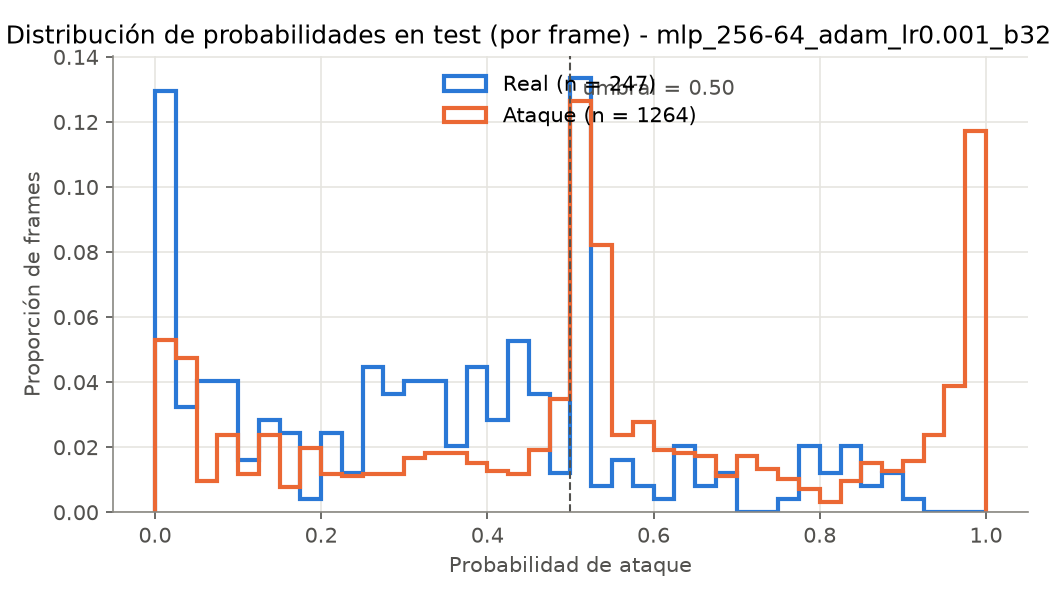 Distribución de probabilidades en test (por frame) - mlp_256-64_adam_lr0.001_b32
0.14
0.12
0.10
0.08
0.06
0.04
0.02
0.00
Proporción de frames
Real (n = 247)
umbral = 0.50
Ataque (n = 1264)
0.0
0.2
0.4
0.6
0.8
1.0
Probabilidad de ataque